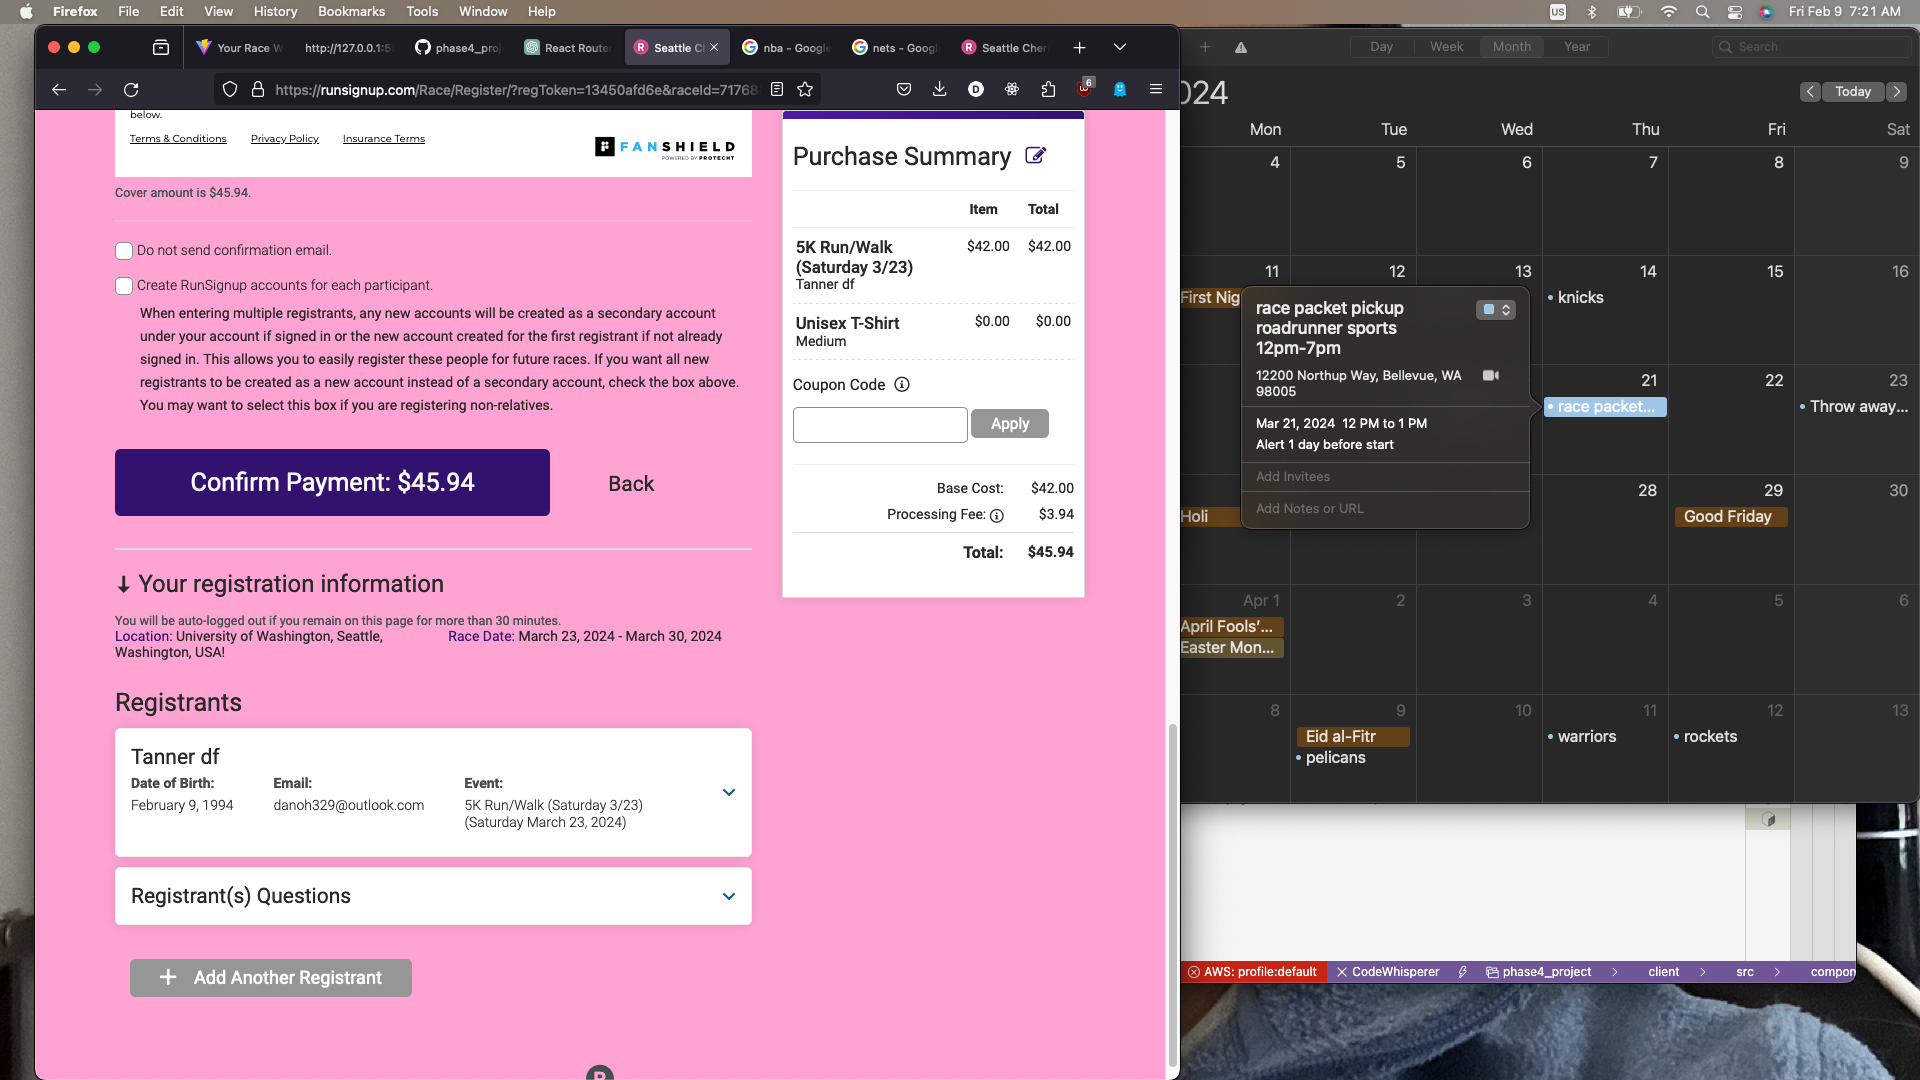 Firefox File Edit View History Bookmarks Tools Window Help
US
Fri Feb 9 7:21 AM
Your Race W
http://127.0.0.1:5
phase4_proj
React Route
Seattle C
nba - Google
nets - Googl
Seattle Cher
https://runsignup.com/Race/Register/?regToken=13450afd6e&raceId=7176
6
below.
Terms & Conditions
Privacy Policy
Insurance Terms
FANSHIELD
POWERED BY PROTECHT
Cover amount is $45.94.
Do not send confirmation email.
Create RunSignup accounts for each participant.
When entering multiple registrants, any new accounts will be created as a secondary account
under your account if signed in or the new account created for the first registrant if not already
signed in. This allows you to easily register these people for future races. If you want all new
registrants to be created as a new account instead of a secondary account, check the box above.
You may want to select this box if you are registering non-relatives.
Confirm Payment: $45.94
Back
↓ Your registration information
You will be auto-logged out if you remain on this page for more than 30 minutes.
Location: University of Washington, Seattle,
Washington, USA!
Race Date: March 23, 2024 - March 30, 2024
Registrants
Tanner df
Date of Birth:
February 9, 1994
Email:
danoh329@outlook.com
Event:
5K Run/Walk (Saturday 3/23)
(Saturday March 23, 2024)
Registrant(s) Questions
+ Add Another Registrant
Purchase Summary
Item Total
5K Run/Walk $42.00 $42.00
(Saturday 3/23)
Tanner df
Unisex T-Shirt $0.00 $0.00
Medium
Coupon Code
Apply
Base Cost: $42.00
Processing Fee: $3.94
Total: $45.94
Day Week Month Year
Search
024
Today
Mon Tue Wed Thu Fri Sat
4 5 6 7 8 9
11 12 13 14 15 16
First Nig
knicks
21 22 23
race packet...
Throw away...
28 29 30
Holi
Good Friday
Apr 1 2 3 4 5 6
April Fools'...
Easter Mon...
8 9 10 11 12 13
Eid al-Fitr
pelicans
warriors
rockets
race packet pickup
roadrunner sports
12pm-7pm
12200 Northup Way, Bellevue, WA
98005
Mar 21, 2024 12 PM to 1 PM
Alert 1 day before start
Add Invitees
Add Notes or URL
AWS: profile:default
CodeWhisperer
phase4_project > client > src > compon